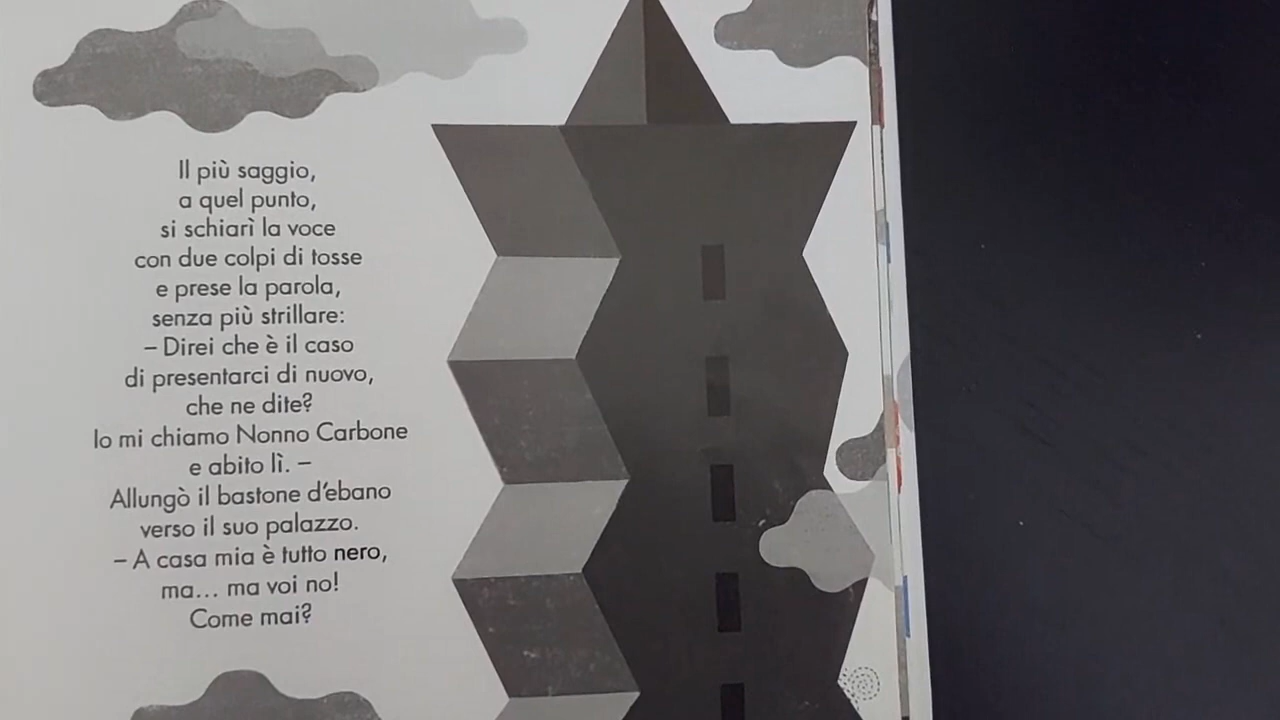 Il più saggio,
a quel punto,
si schiarì la voce
con due colpi di tosse
e prese la parola,
senza più strillare:
– Direi che è il caso
di presentarci di nuovo,
che ne dite?
Io mi chiamo Nonno Carbone
e abito lì. –
Allungò il bastone d’ebano
verso il suo palazzo.
– A casa mia è tutto nero,
ma… ma voi no!
Come mai?